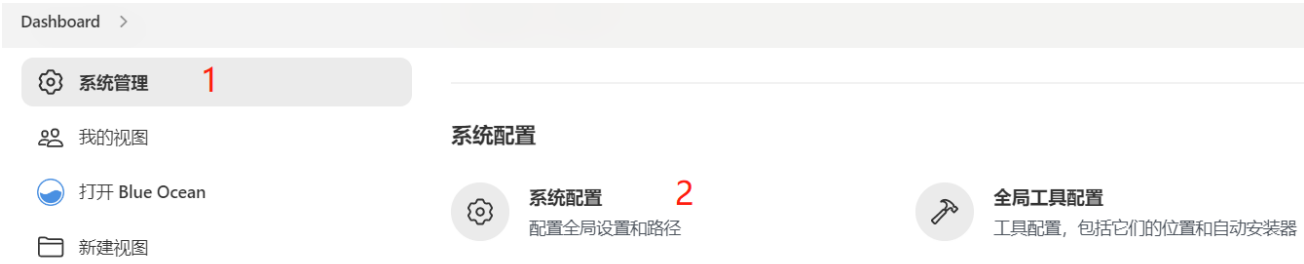 Dashboard >
系统管理 1
我的视图
打开 Blue Ocean
新建视图
系统配置
系统配置 2
配置全局设置和路径
全局工具配置
工具配置，包括它们的位置和自动安装器